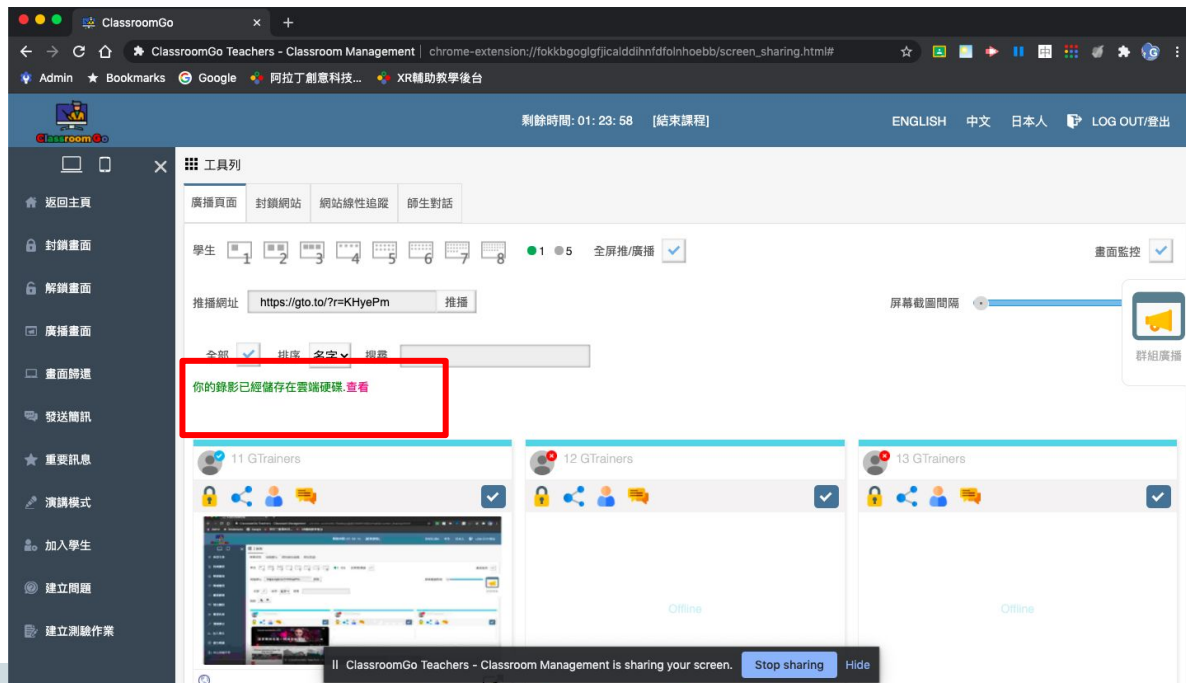 ClassroomGo
ClassroomGo Teachers - Classroom Management | chrome-extension://fokkbgoglgfjicalddihnfdfolnhoebb/screen_sharing.html#
Admin Bookmarks Google 阿拉丁創意科技... XR輔助教學後台
ClassroomGo
剩餘時間: 01: 23: 58 [結束課程]
ENGLISH 中文 日本人 LOG OUT/登出
工具列
返回主頁
封鎖畫面
解鎖畫面
廣播畫面
畫面歸還
發送簡訊
重要訊息
演講模式
加入學生
建立問題
建立測驗作業
廣播頁面 封鎖網站 網站線性追蹤 師生對話
學生 1 2 3 4 5 6 7 8 1 5 全屏推/廣播 畫面監控
推播網址 https://gto.to/?r=KHyePm 推播 屏幕截圖間隔
群組廣播
全部 排序 名字 搜尋
你的錄影已經儲存在雲端硬碟.查看
11 GTrainers
12 GTrainers
13 GTrainers
Offline
Offline
ClassroomGo Teachers - Classroom Management is sharing your screen. Stop sharing Hide